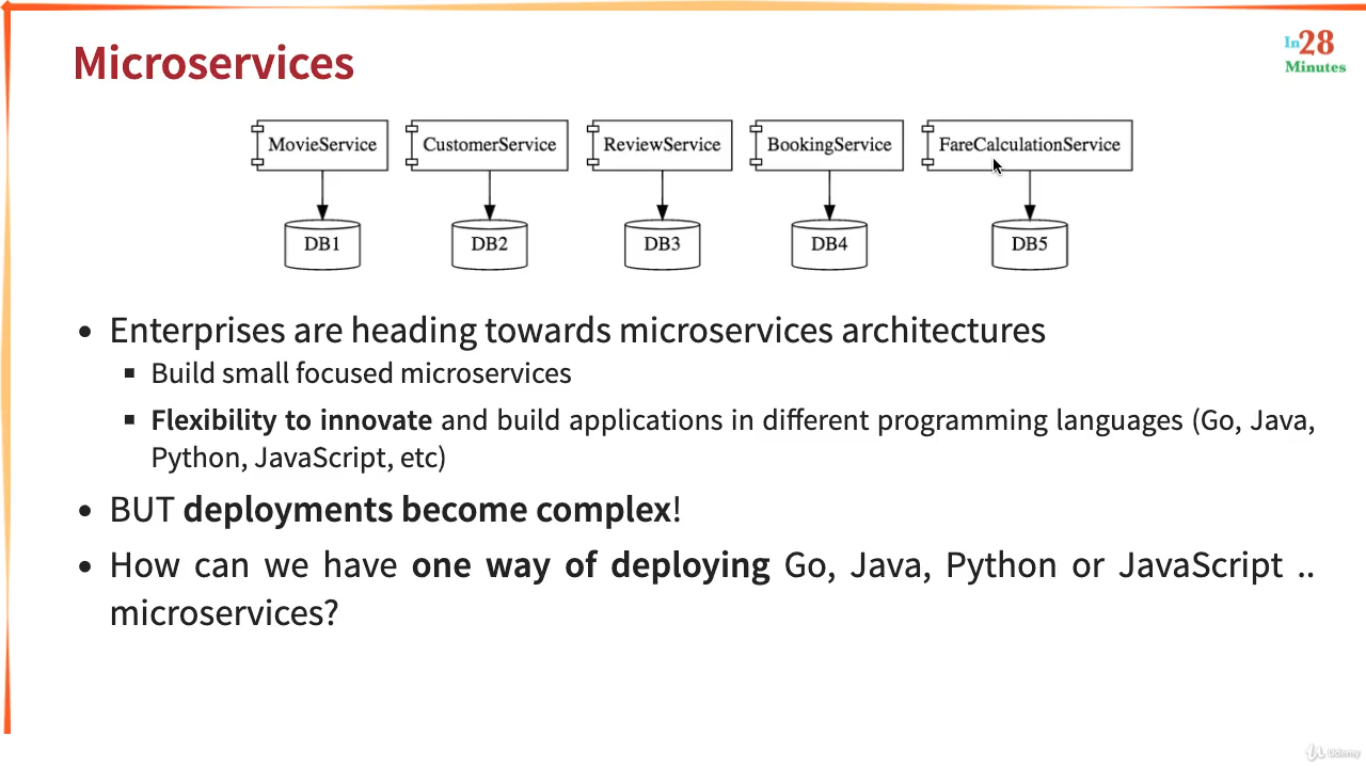 Microservices
In28
Minutes
MovieService
CustomerService
ReviewService
BookingService
FareCalculationService
DB1
DB2
DB3
DB4
DB5
• Enterprises are heading towards microservices architectures
▪ Build small focused microservices
▪ Flexibility to innovate and build applications in different programming languages (Go, Java,
Python, JavaScript, etc)
• BUT deployments become complex!
• How can we have one way of deploying Go, Java, Python or JavaScript ..
microservices?
Udemy